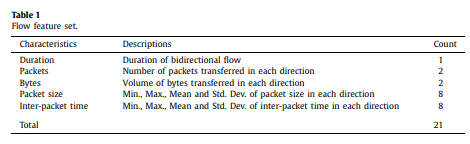 Table 1
Flow feature set.
Characteristics Descriptions Count
Duration Duration of bidirectional flow 1
Packets Number of packets transferred in each direction 2
Bytes Volume of bytes transferred in each direction 2
Packet size Min., Max., Mean and Std. Dev. of packet size in each direction 8
Inter-packet time Min., Max., Mean and Std. Dev. of inter-packet time in each direction 8
Total 21